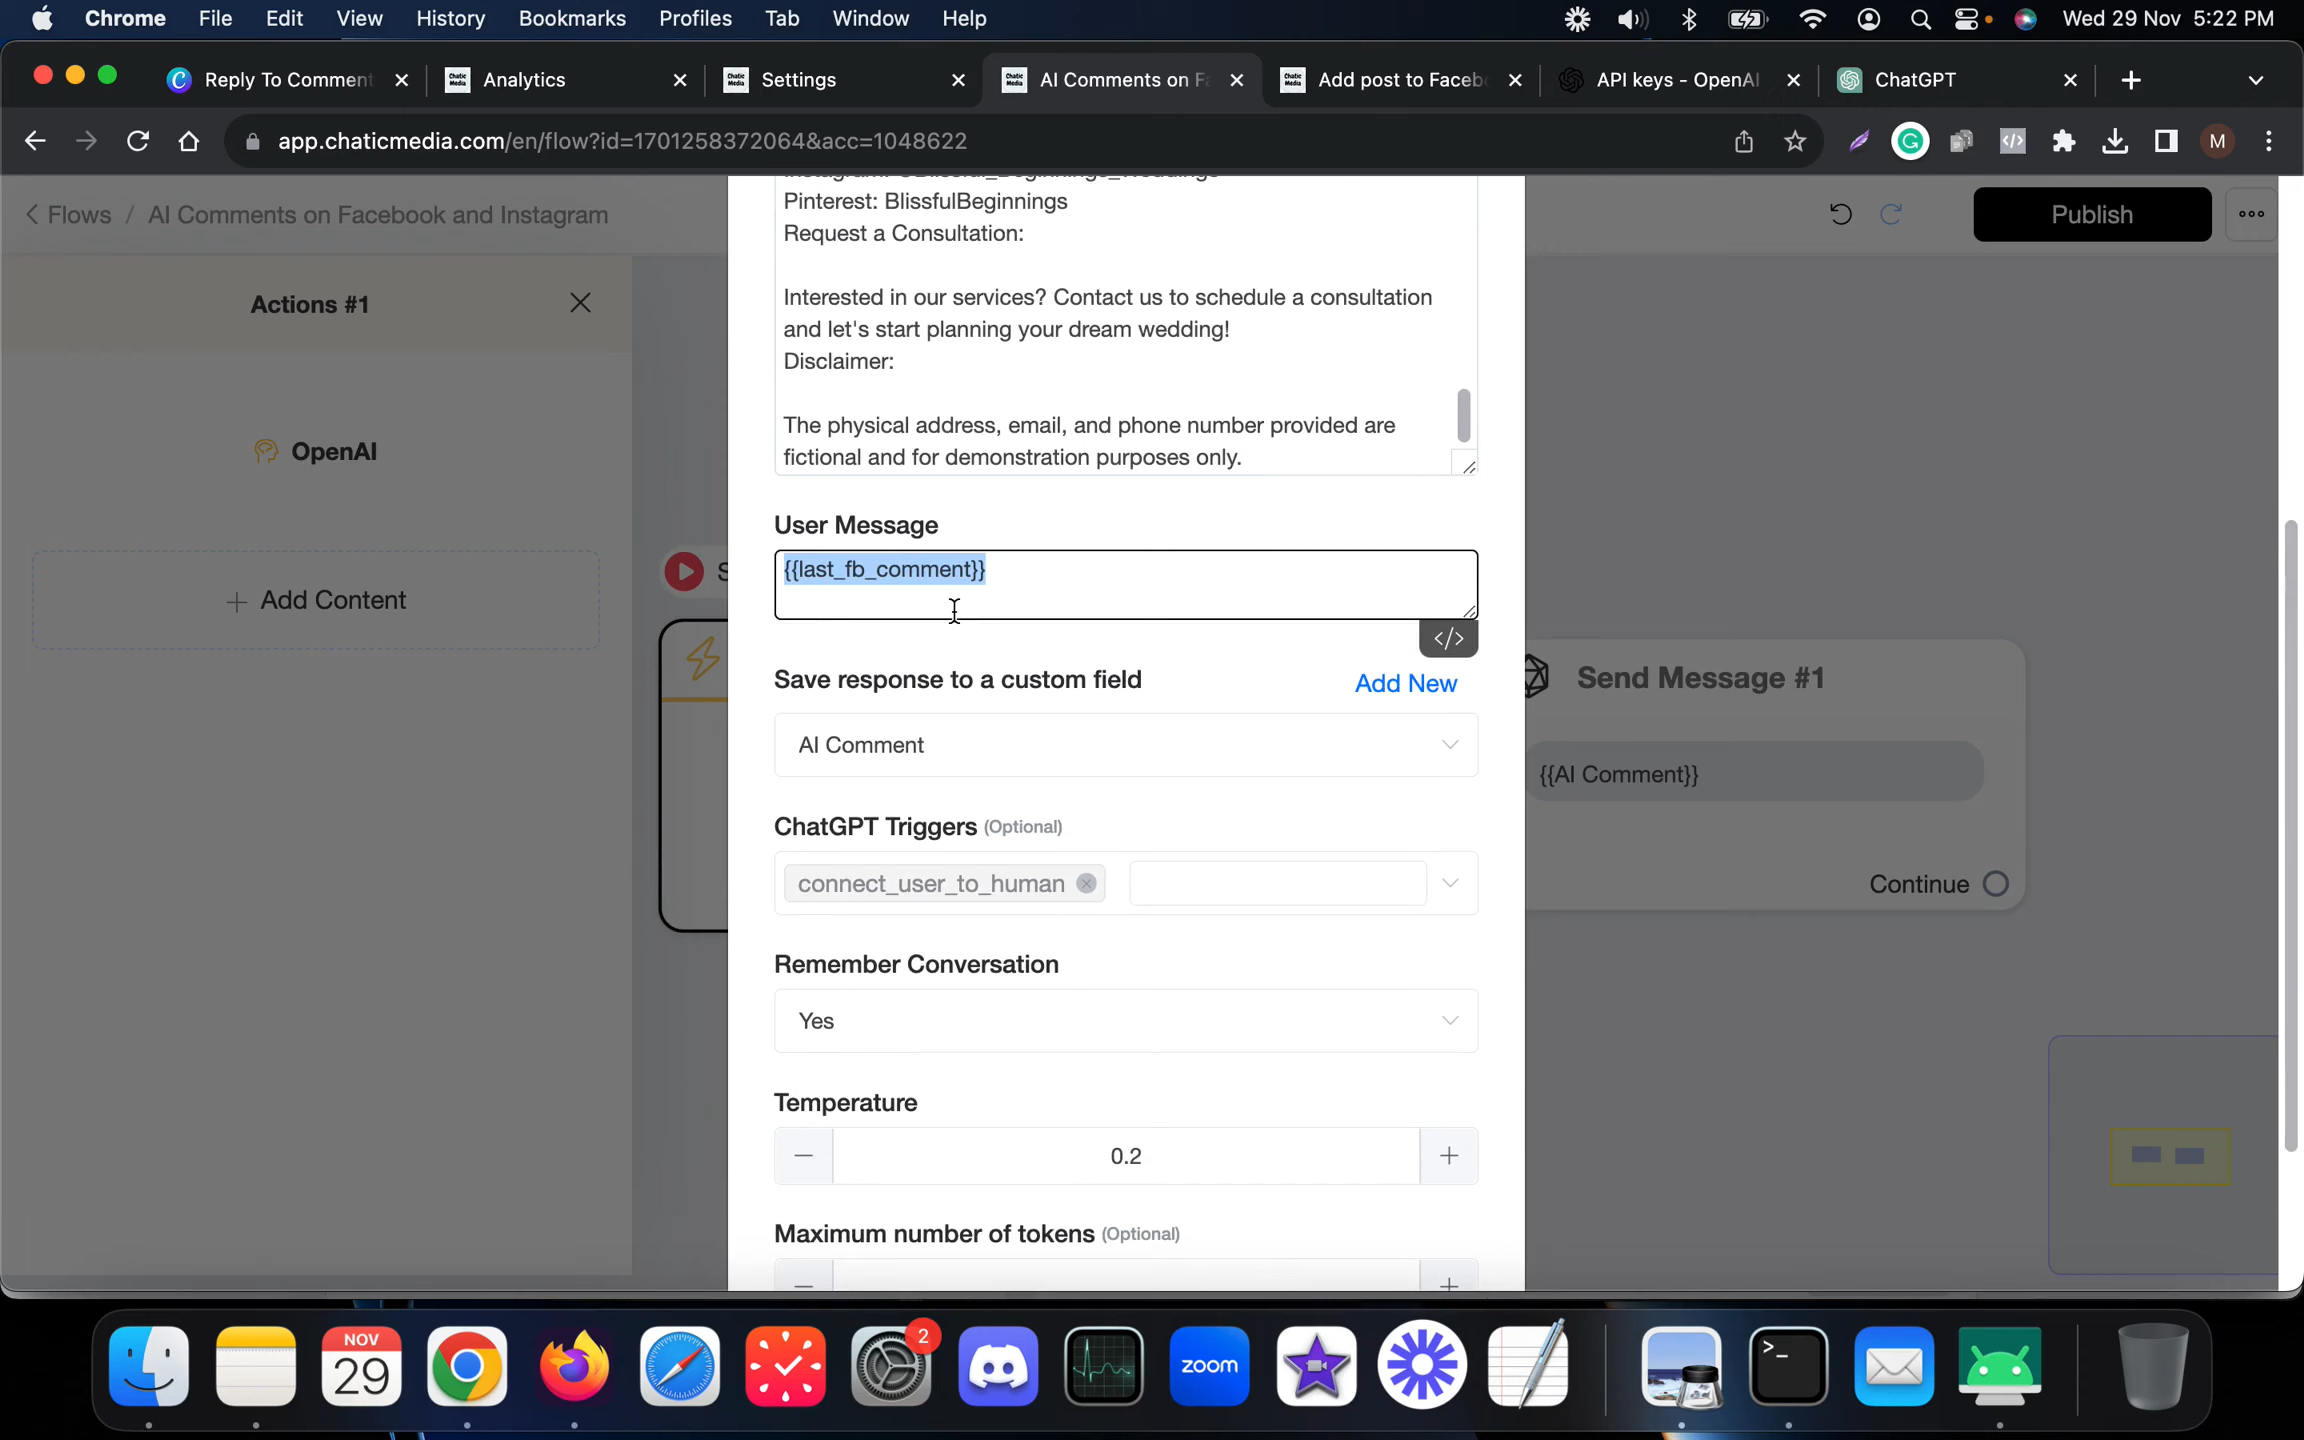 Chrome File Edit View History Bookmarks Profiles Tab Window Help Wed 29 Nov 5:22 PM
Reply To Comment Analytics Settings AI Comments on Fa Add post to Facebo API keys - OpenAI ChatGPT
app.chaticmedia.com/en/flow?id=1701258372064&acc=1048622 M
Flows / AI Comments on Facebook and Instagram
Publish
Pinterest: BlissfulBeginnings
Request a Consultation:
Interested in our services? Contact us to schedule a consultation
and let's start planning your dream wedding!
Disclaimer:
The physical address, email, and phone number provided are
fictional and for demonstration purposes only.
Actions #1
OpenAI
+ Add Content
User Message
{{last_fb_comment}}
</>
Save response to a custom field Add New
AI Comment
ChatGPT Triggers (Optional)
connect_user_to_human
Remember Conversation
Yes
Temperature
0.2
Maximum number of tokens (Optional)
Send Message #1
{{AI Comment}}
Continue
NOV
29
2
zoom